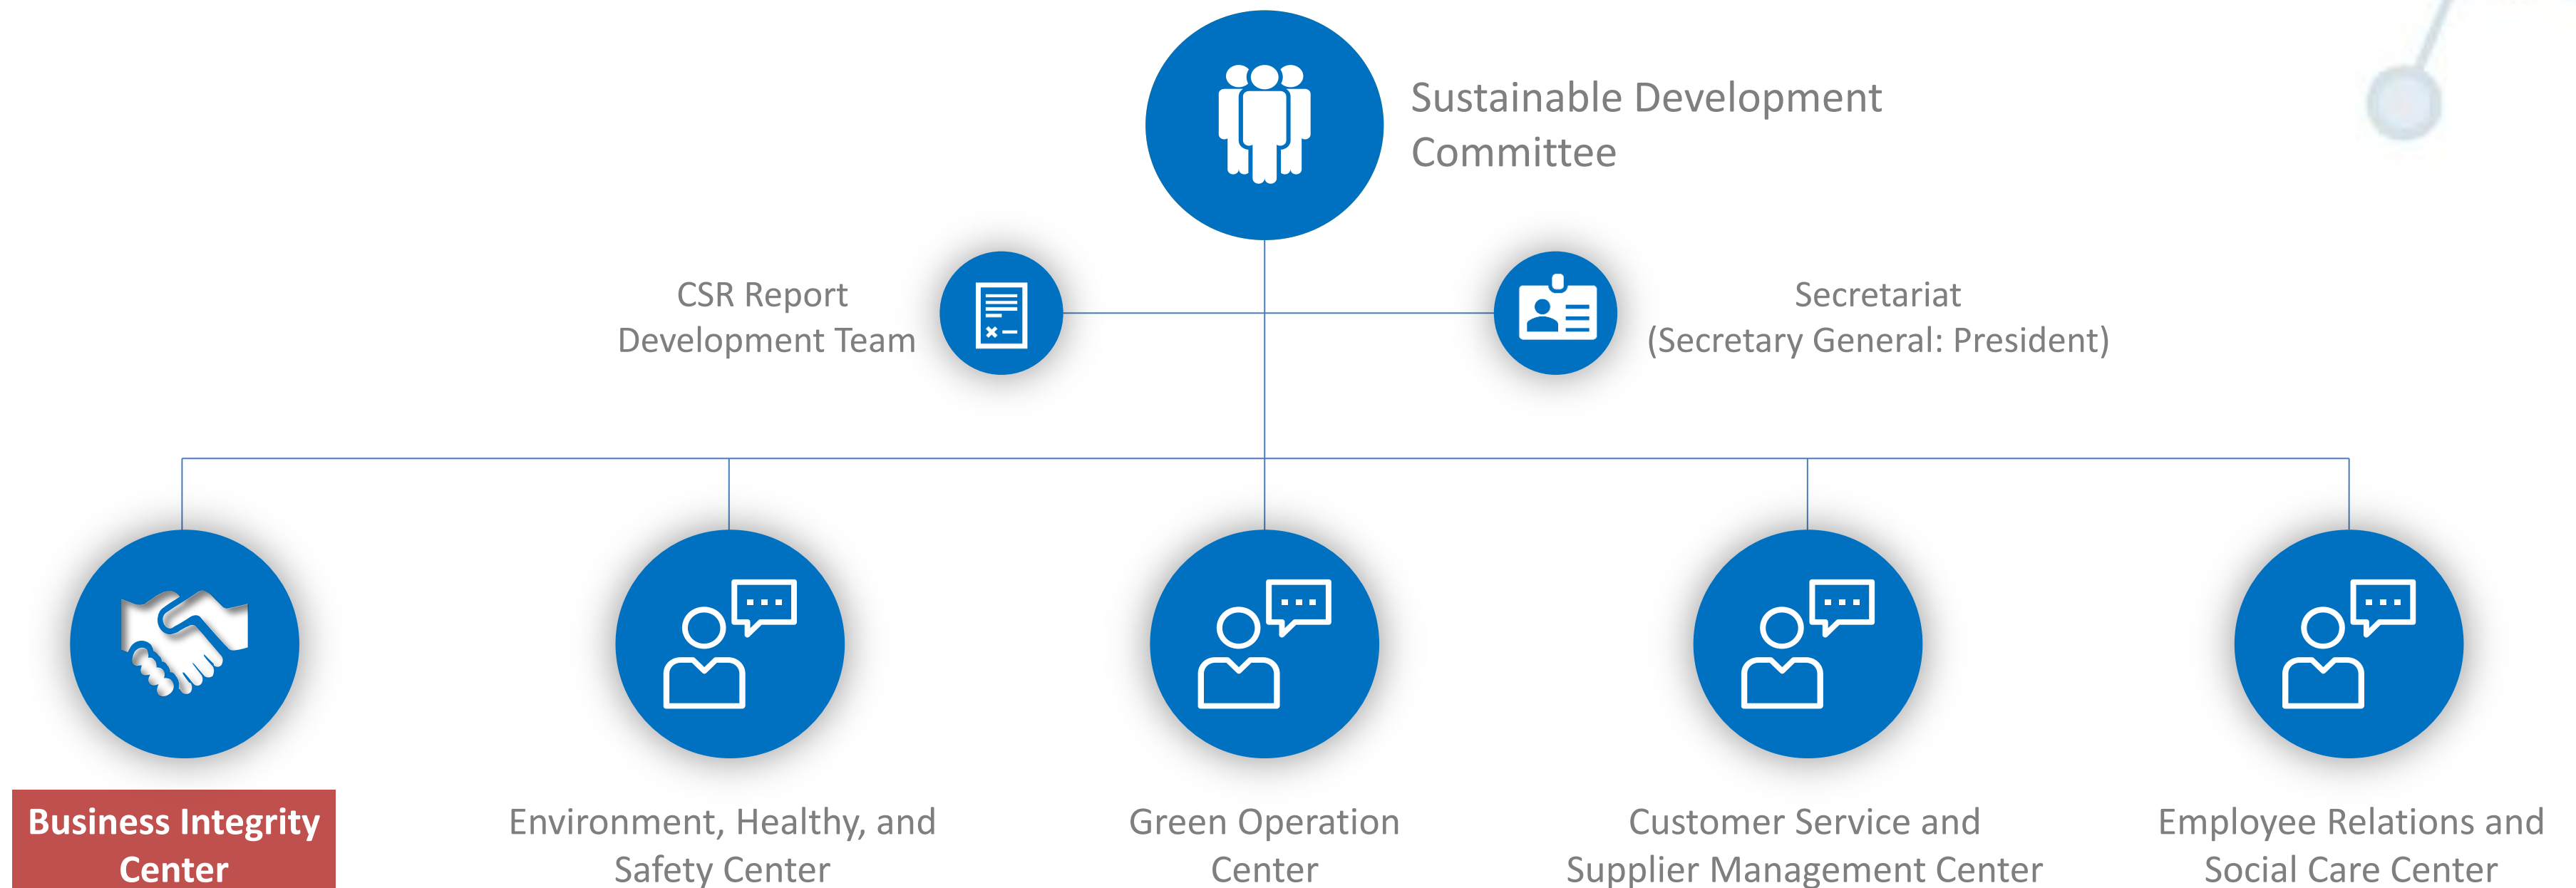 Sustainable Development
Committee
CSR Report
Development Team
Secretariat
(Secretary General: President)
Business Integrity
Center
Environment, Healthy, and
Safety Center
Green Operation
Center
Customer Service and
Supplier Management Center
Employee Relations and
Social Care Center